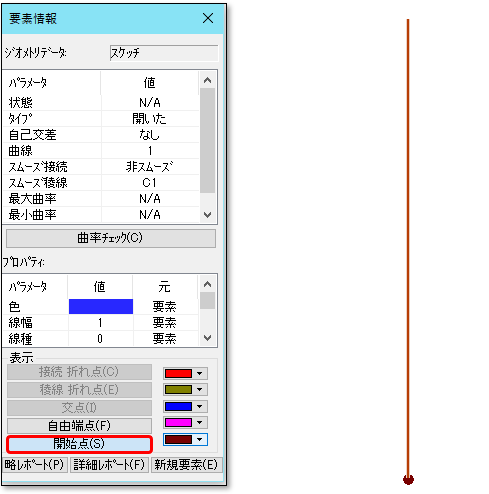 要素情報
ｼﾞｵﾒﾄﾘﾃﾞｰﾀ: スケッチ
ﾊﾟﾗﾒｰﾀ 値
状態 N/A
ﾀｲﾌﾟ 開いた
自己交差 なし
曲線 1
ｽﾑｰｽﾞ接続 非ｽﾑｰｽﾞ
ｽﾑｰｽﾞ稜線 C1
最大曲率 N/A
最小曲率 N/A
曲率ﾁｪｯｸ(C)
ﾌﾟﾛﾊﾟﾃｨ:
ﾊﾟﾗﾒｰﾀ 値 元
色 要素
線幅 1 要素
線種 0 要素
表示
接続 折れ点(C)
稜線 折れ点(E)
交点(I)
自由端点(F)
開始点(S)
略ﾚﾎﾟｰﾄ(P) 詳細ﾚﾎﾟｰﾄ(F) 新規要素(E)